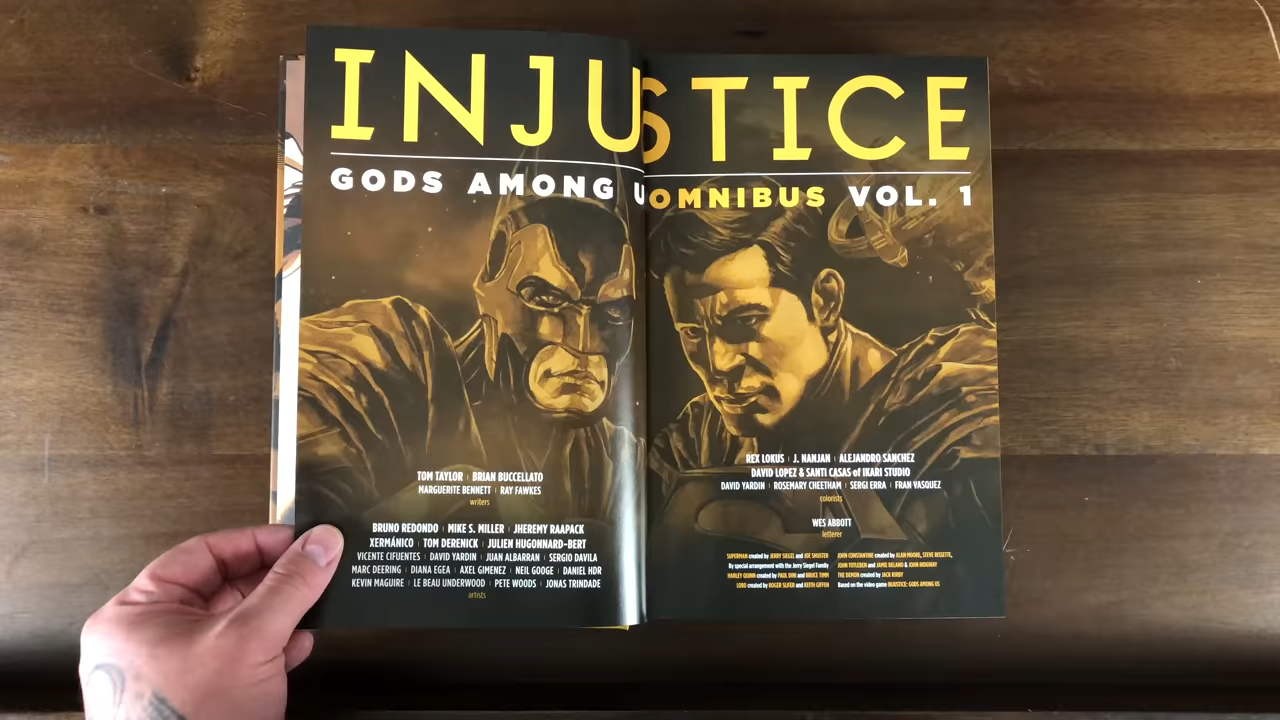 INJUSTICE
GODS AMONG U OMNIBUS VOL. 1
TOM TAYLOR | BRIAN BUCCELLATO
MARGUERITE BENNETT | RAY FAWKES
writers
BRUNO REDONDO | MIKE S. MILLER | JHEREMY RAAPACK
XERMÁNICO | TOM DERENICK | JULIEN HUGONNARD-BERT
VICENTE CIFUENTES | DAVID YARDIN | JUAN ALBARRAN | SERGIO DAVILA
MARC DEERING | DIANA EGEA | AXEL GIMENEZ | NEIL GOOGE | DANIEL HDR
KEVIN MAGUIRE | LE BEAU UNDERWOOD | PETE WOODS | JONAS TRINDADE
artists
REX LOKUS | J. NANJAN | ALEJANDRO SANCHEZ
DAVID LOPEZ & SANTI CASAS of IKARI STUDIO
DAVID YARDIN | ROSEMARY CHEETHAM | SERGI ERRA | FRAN VASQUEZ
colorists
WES ABBOTT
letterer
SUPERMAN created by JERRY SIEGEL and JOE SHUSTER
By special arrangement with the Jerry Siegel Family
HARLEY QUINN created by PAUL DINI and BRUCE TIMM
LOBO created by ROGER SLIFER and KEITH GIFFEN
JOHN CONSTANTINE created by ALAN MOORE, STEVE BISSETTE,
JOHN TOTLEBEN and JAMIE DELANO & JOHN RIDGWAY
THE DEMON created by JACK KIRBY
Based on the video game INJUSTICE: GODS AMONG US